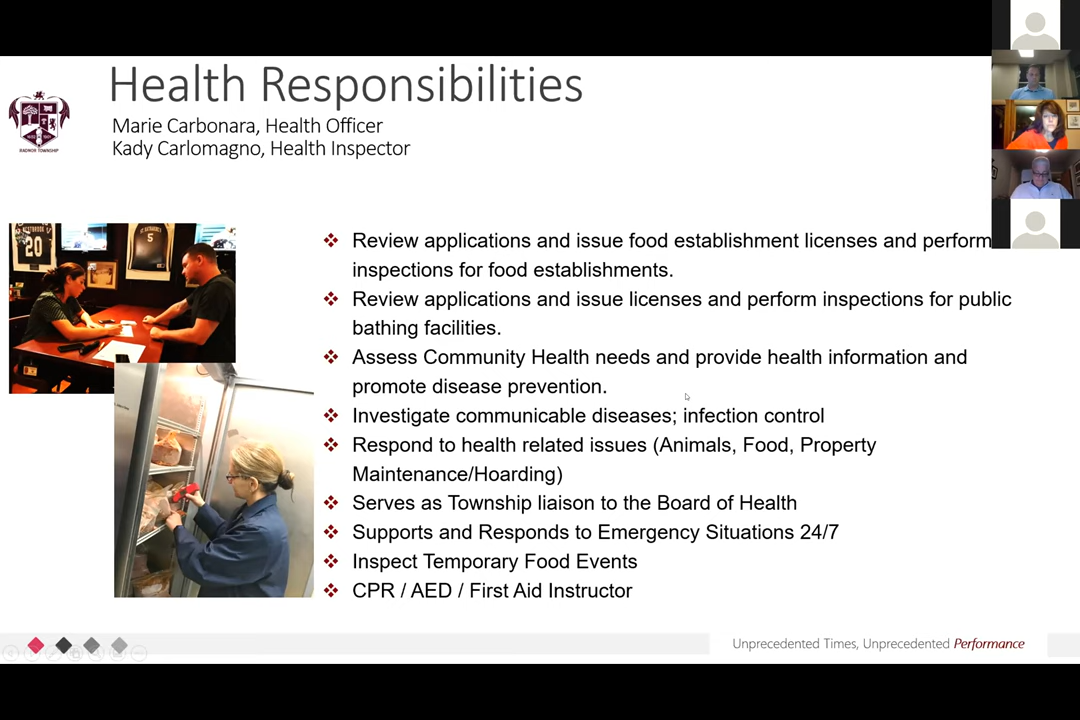 Health Responsibilities
Marie Carbonara, Health Officer
Kady Carlomagno, Health Inspector
RADNOR TOWNSHIP
20
5
❖ Review applications and issue food establishment licenses and perform
inspections for food establishments.
❖ Review applications and issue licenses and perform inspections for public
bathing facilities.
❖ Assess Community Health needs and provide health information and
promote disease prevention.
❖ Investigate communicable diseases; infection control
❖ Respond to health related issues (Animals, Food, Property
Maintenance/Hoarding)
❖ Serves as Township liaison to the Board of Health
❖ Supports and Responds to Emergency Situations 24/7
❖ Inspect Temporary Food Events
❖ CPR / AED / First Aid Instructor
Unprecedented Times, Unprecedented Performance